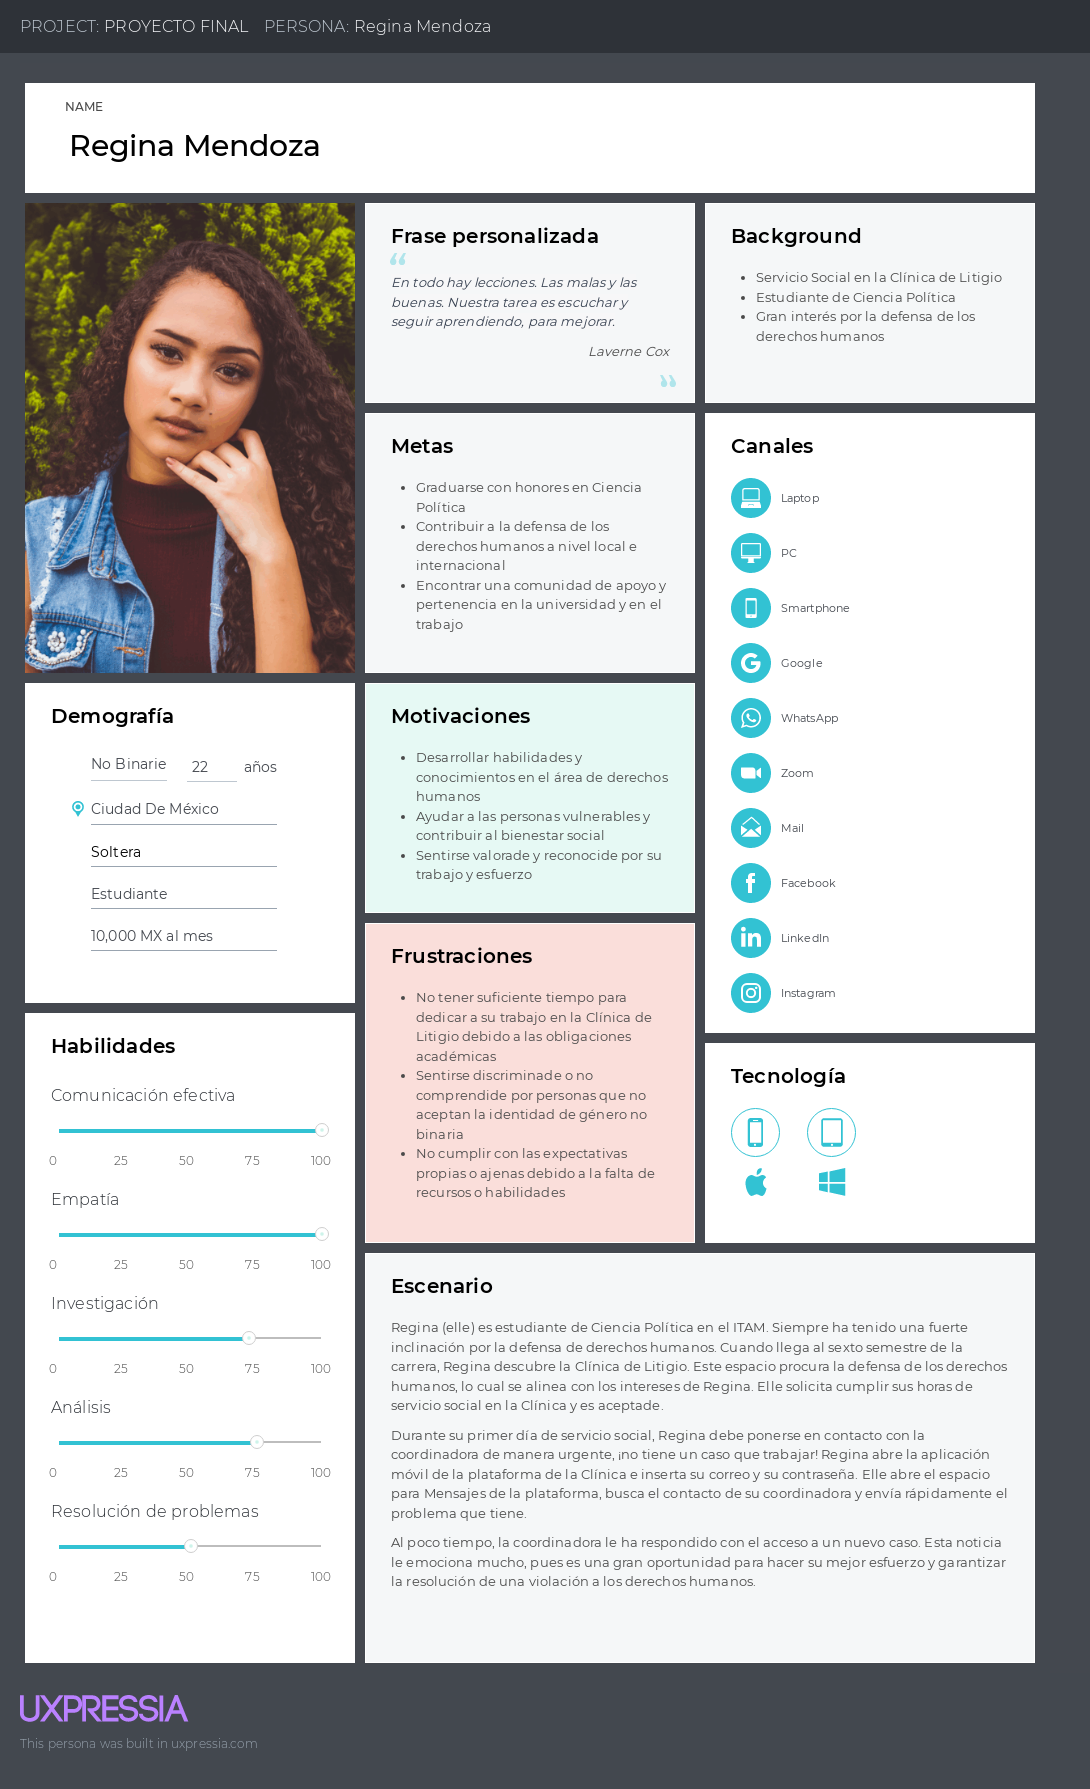 PROJECT: PROYECTO FINAL PERSONA: Regina Mendoza
NAME
Regina Mendoza
Frase personalizada
“
En todo hay lecciones. Las malas y las
buenas. Nuestra tarea es escuchar y
seguir aprendiendo, para mejorar.
Laverne Cox
”
Background
• Servicio Social en la Clínica de Litigio
• Estudiante de Ciencia Política
• Gran interés por la defensa de los
derechos humanos
Metas
• Graduarse con honores en Ciencia
Política
• Contribuir a la defensa de los
derechos humanos a nivel local e
internacional
• Encontrar una comunidad de apoyo y
pertenencia en la universidad y en el
trabajo
Canales
Laptop
PC
Smartphone
Google
WhatsApp
Zoom
Mail
Facebook
LinkedIn
Instagram
Demografía
No Binarie 22 años
Ciudad De México
Soltera
Estudiante
10,000 MX al mes
Motivaciones
• Desarrollar habilidades y
conocimientos en el área de derechos
humanos
• Ayudar a las personas vulnerables y
contribuir al bienestar social
• Sentirse valorade y reconocide por su
trabajo y esfuerzo
Frustraciones
• No tener suficiente tiempo para
dedicar a su trabajo en la Clínica de
Litigio debido a las obligaciones
académicas
• Sentirse discriminade o no
comprendide por personas que no
aceptan la identidad de género no
binaria
• No cumplir con las expectativas
propias o ajenas debido a la falta de
recursos o habilidades
Habilidades
Comunicación efectiva
0 25 50 75 100
Empatía
0 25 50 75 100
Investigación
0 25 50 75 100
Análisis
0 25 50 75 100
Resolución de problemas
0 25 50 75 100
Tecnología
Escenario
Regina (elle) es estudiante de Ciencia Política en el ITAM. Siempre ha tenido una fuerte
inclinación por la defensa de derechos humanos. Cuando llega al sexto semestre de la
carrera, Regina descubre la Clínica de Litigio. Este espacio procura la defensa de los derechos
humanos, lo cual se alinea con los intereses de Regina. Elle solicita cumplir sus horas de
servicio social en la Clínica y es aceptade.
Durante su primer día de servicio social, Regina debe ponerse en contacto con la
coordinadora de manera urgente, ¡no tiene un caso que trabajar! Regina abre la aplicación
móvil de la plataforma de la Clínica e inserta su correo y su contraseña. Elle abre el espacio
para Mensajes de la plataforma, busca el contacto de su coordinadora y envía rápidamente el
problema que tiene.
Al poco tiempo, la coordinadora le ha respondido con el acceso a un nuevo caso. Esta noticia
le emociona mucho, pues es una gran oportunidad para hacer su mejor esfuerzo y garantizar
la resolución de una violación a los derechos humanos.
UXPRESSIA
This persona was built in uxpressia.com